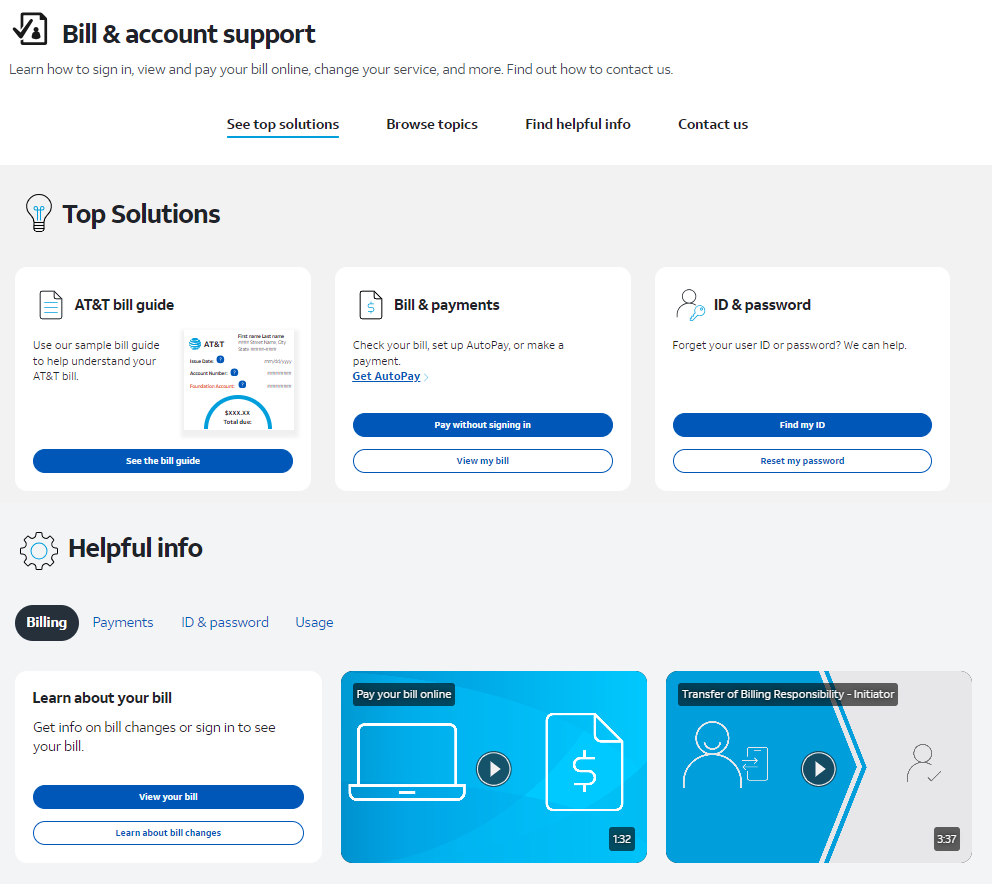 Bill & account support
Learn how to sign in, view and pay your bill online, change your service, and more. Find out how to contact us.
See top solutions
Browse topics
Find helpful info
Contact us
Top Solutions
AT&T bill guide
Use our sample bill guide
to help understand your
AT&T bill.
AT&T
First name Last name
#### Street Name, City
State #####-####
Issue Date: ?
mm/dd/yyyy
Account Number: ?
Foundation Account: ?
$XXX.XX
Total due:
See the bill guide
Bill & payments
Check your bill, set up AutoPay, or make a
payment.
Get AutoPay
Pay without signing in
View my bill
ID & password
Forget your user ID or password? We can help.
Find my ID
Reset my password
Helpful info
Billing
Payments
ID & password
Usage
Learn about your bill
Get info on bill changes or sign in to see
your bill.
View your bill
Learn about bill changes
Pay your bill online
1:32
Transfer of Billing Responsibility - Initiator
3:37